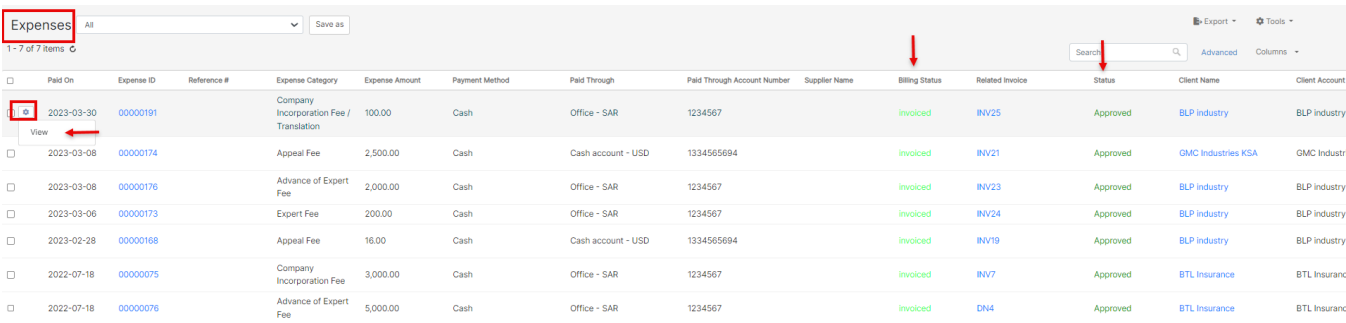 Expenses All Save as Export Tools
1 - 7 of 7 items Search Advanced Columns
Paid On Expense ID Reference # Expense Category Expense Amount Payment Method Paid Through Paid Through Account Number Supplier Name Billing Status Related Invoice Status Client Name Client Account
Company
2023-03-30 00000191 Incorporation Fee / 100.00 Cash Office - SAR 1234567 invoiced INV25 Approved BLP industry BLP industry
Translation
View
2023-03-08 00000174 Appeal Fee 2,500.00 Cash Cash account - USD 1334565694 invoiced INV21 Approved GMC Industries KSA GMC Industr
Advance of Expert
2023-03-08 00000176 2,000.00 Cash Office - SAR 1234567 invoiced INV23 Approved BLP industry BLP industry
Fee
2023-03-06 00000173 Expert Fee 200.00 Cash Office - SAR 1234567 invoiced INV24 Approved BLP industry BLP industry
2023-02-28 00000168 Appeal Fee 16.00 Cash Cash account - USD 1334565694 invoiced INV19 Approved BLP industry BLP industry
Company
2022-07-18 00000075 3,000.00 Cash Office - SAR 1234567 invoiced INV7 Approved BTL Insurance BTL Insuranc
Incorporation Fee
Advance of Expert
2022-07-18 00000076 5,000.00 Cash Office - SAR 1234567 invoiced DN4 Approved BTL Insurance BTL Insuranc
Fee